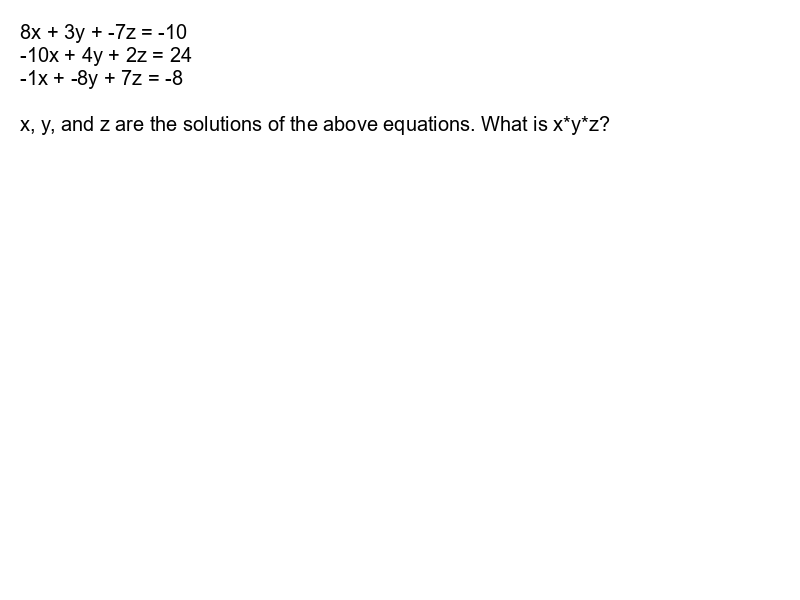 8x + 3y + -7z = -10
-10x + 4y + 2z = 24
-1x + -8y + 7z = -8
x, y, and z are the solutions of the above equations. What is x*y*z?